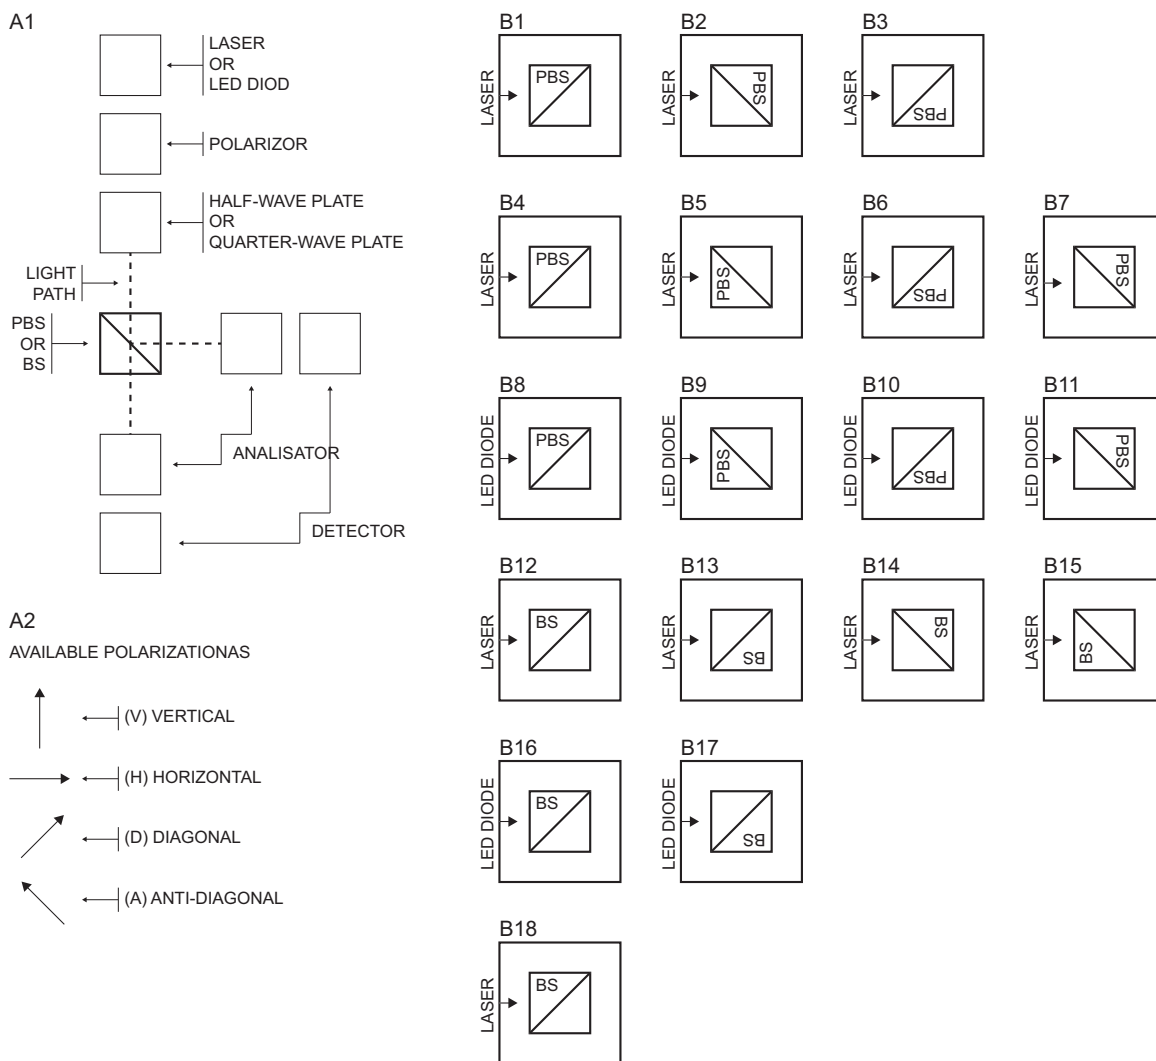 A1
LASER
OR
LED DIOD
POLARIZOR
HALF-WAVE PLATE
OR
QUARTER-WAVE PLATE
LIGHT
PATH
PBS
OR
BS
ANALISATOR
DETECTOR
A2
AVAILABLE POLARIZATIONAS
(V) VERTICAL
(H) HORIZONTAL
(D) DIAGONAL
(A) ANTI-DIAGONAL
B1
LASER
PBS
B2
LASER
PBS
B3
LASER
PBS
B4
LASER
PBS
B5
LASER
PBS
B6
LASER
PBS
B7
LASER
PBS
B8
LED DIODE
PBS
B9
LED DIODE
PBS
B10
LED DIODE
PBS
B11
LED DIODE
PBS
B12
LASER
BS
B13
LASER
BS
B14
LASER
BS
B15
LASER
BS
B16
LED DIODE
BS
B17
LED DIODE
BS
B18
LASER
BS